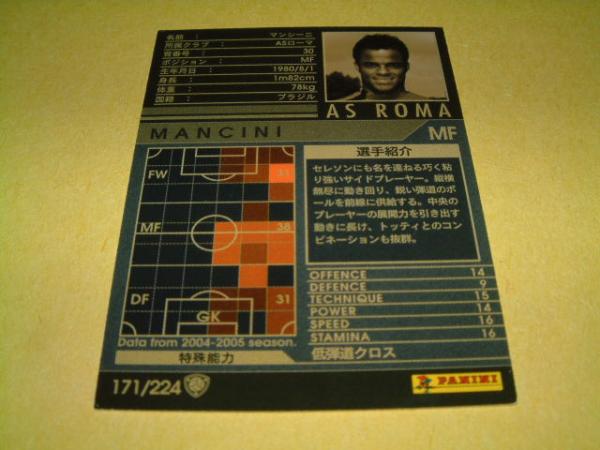 名前 : マンシーニ
所属クラブ : ASローマ
背番号 : 30
ポジション : MF
生年月日 : 1980/8/1
身長 : 1m82cm
体重 : 78kg
国籍 : ブラジル
AS ROMA
MANCINI MF
FW 31
MF 38
DF 31
GK
Data from 2004-2005 season.
選手紹介
セレソンにも名を連ねる巧く粘
り強いサイドプレーヤー。縦横
無尽に動き回り、鋭い弾道のボ
ールを前線に供給する。中央の
プレーヤーの展開力を引き出す
動きに長け、トッティとのコン
ビネーションも抜群。
OFFENCE 14
DEFENCE 9
TECHNIQUE 15
POWER 14
SPEED 16
STAMINA 16
特殊能力 低弾道クロス
171/224 PANINI